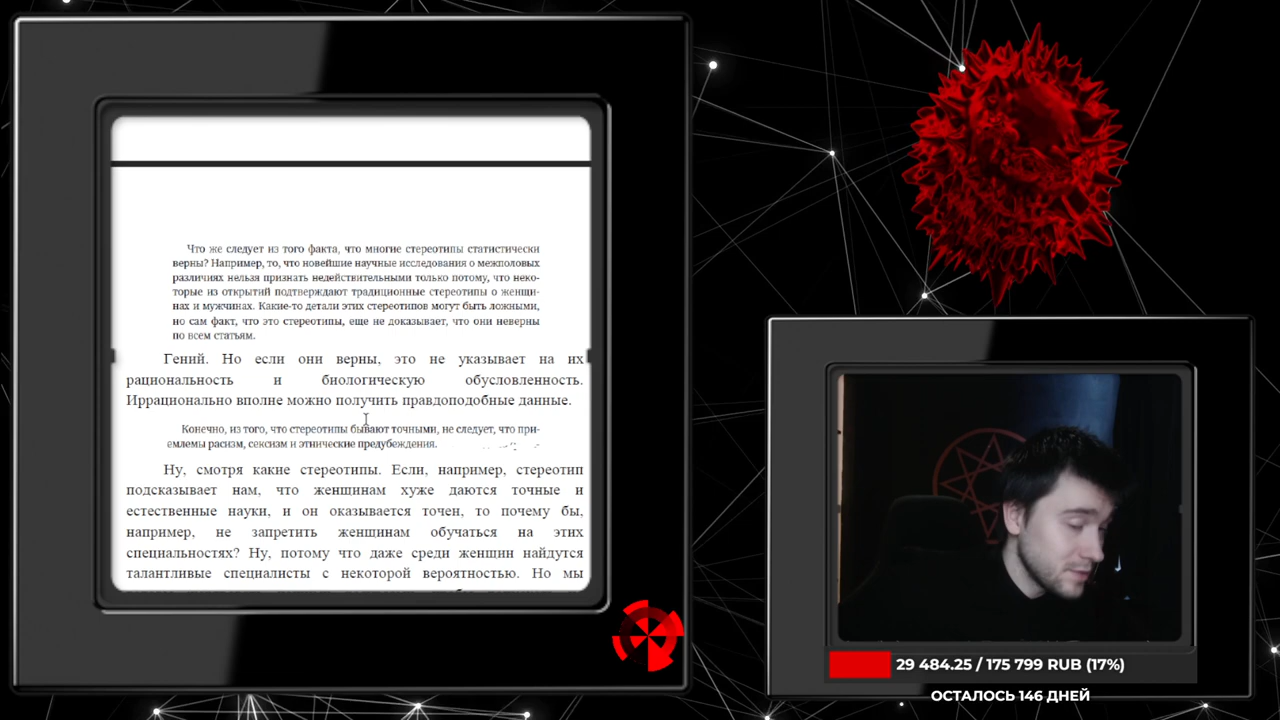 Что же следует из того факта, что многие стереотипы статистически
верны? Например, то, что новейшие научные исследования о межполовых
различиях нельзя признать недействительными только потому, что неко-
торые из открытий подтверждают традиционные стереотипы о женщи-
нах и мужчинах. Какие-то детали этих стереотипов могут быть ложными,
но сам факт, что это стереотипы, еще не доказывает, что они неверны
по всем статьям.
Гений. Но если они верны, это не указывает на их
рациональность и биологическую обусловленность.
Иррационально вполне можно получить правдоподобные данные.
Конечно, из того, что стереотипы бывают точными, не следует, что при-
емлемы расизм, сексизм и этнические предубеждения.
Ну, смотря какие стереотипы. Если, например, стереотип
подсказывает нам, что женщинам хуже даются точные и
естественные науки, и он оказывается точен, то почему бы,
например, не запретить женщинам обучаться на этих
специальностях? Ну, потому что даже среди женщин найдутся
талантливые специалисты с некоторой вероятностью. Но мы
29 484.25 / 175 799 RUB (17%)
ОСТАЛОСЬ 146 ДНЕЙ